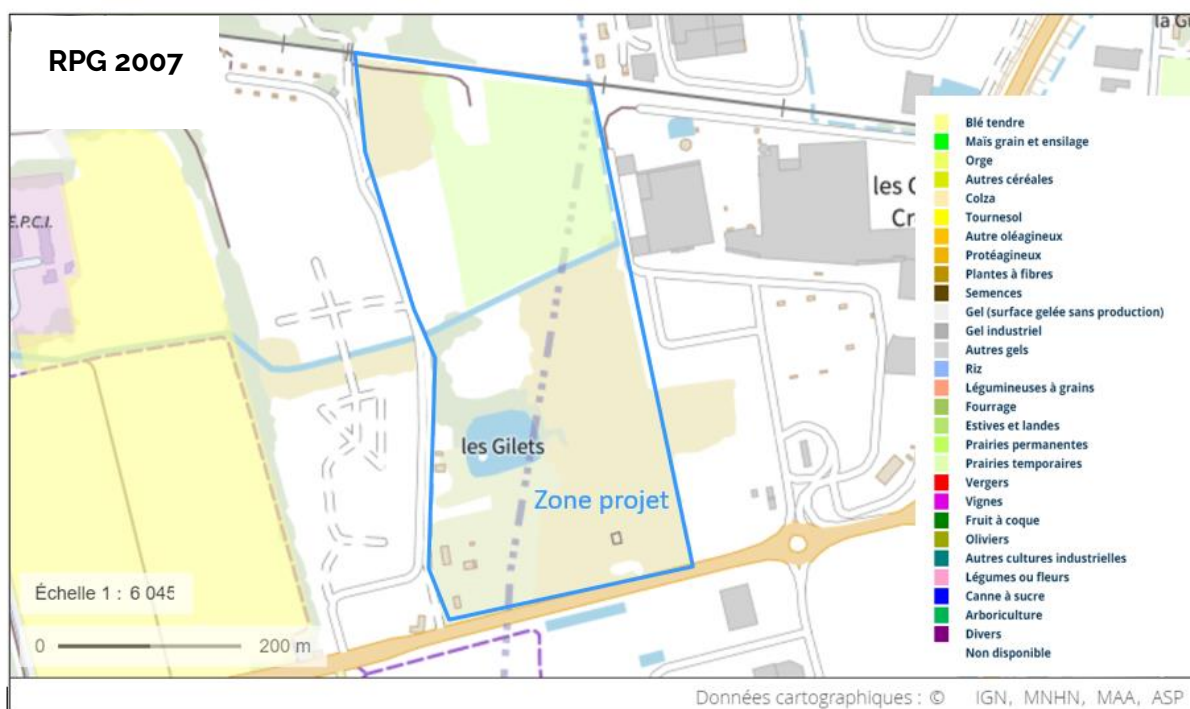 RPG 2007
la G
É.P.C.I.
les C
Cr
les Gilets
Zone projet
Échelle 1 : 6 045
0 200 m
Blé tendre
Maïs grain et ensilage
Orge
Autres céréales
Colza
Tournesol
Autre oléagineux
Protéagineux
Plantes à fibres
Semences
Gel (surface gelée sans production)
Gel industriel
Autres gels
Riz
Légumineuses à grains
Fourrage
Estives et landes
Prairies permanentes
Prairies temporaires
Vergers
Vignes
Fruit à coque
Oliviers
Autres cultures industrielles
Légumes ou fleurs
Canne à sucre
Arboriculture
Divers
Non disponible
Données cartographiques : © IGN, MNHN, MAA, ASP